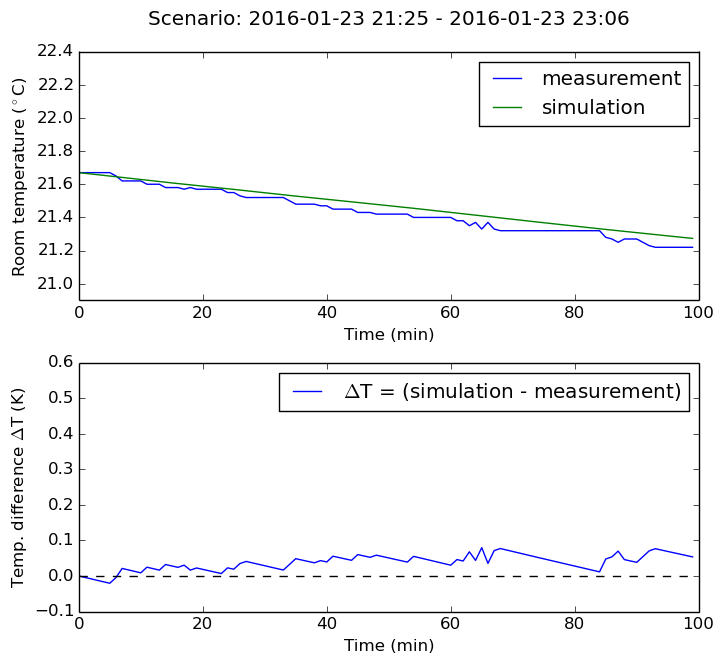 Scenario: 2016-01-23 21:25 - 2016-01-23 23:06
22.4
22.2
22.0
21.8
21.6
21.4
21.2
21.0
Room temperature (°C)
measurement
simulation
0 20 40 60 80 100
Time (min)
0.6
0.5
0.4
0.3
0.2
0.1
0.0
−0.1
Temp. difference ΔT (K)
ΔT = (simulation - measurement)
0 20 40 60 80 100
Time (min)